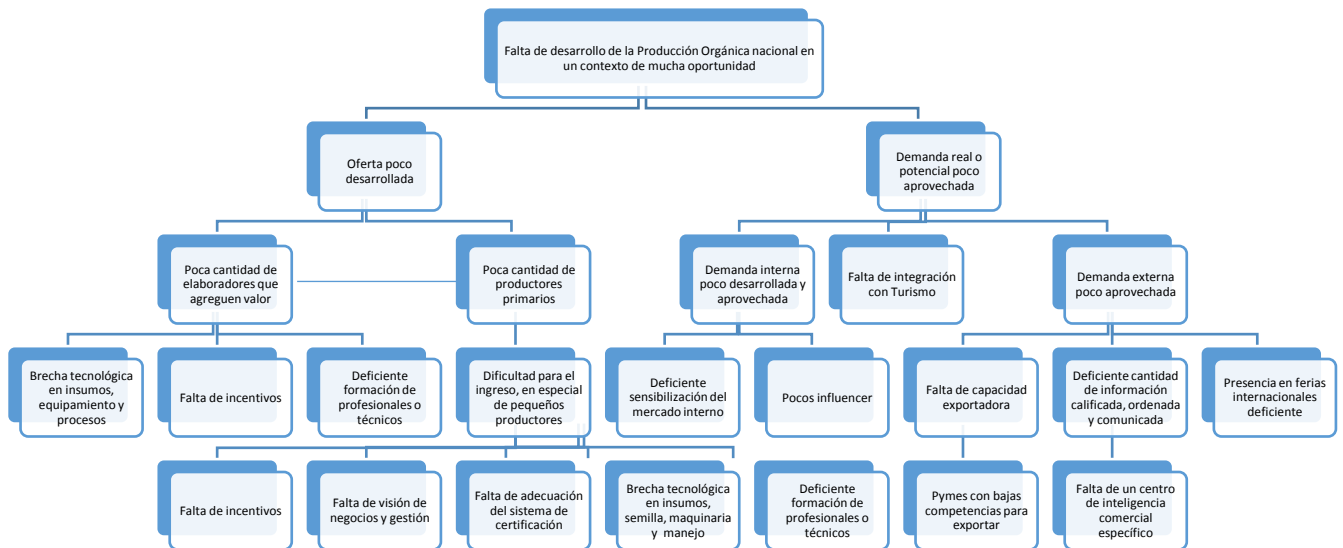 Falta de desarrollo de la Producción Orgánica nacional en
un contexto de mucha oportunidad
Oferta poco
desarrollada
Demanda real o
potencial poco
aprovechada
Poca cantidad de
elaboradores que
agreguen valor
Poca cantidad de
productores
primarios
Demanda interna
poco desarrollada y
aprovechada
Falta de integración
con Turismo
Demanda externa
poco aprovechada
Brecha tecnológica
en insumos,
equipamiento y
procesos
Falta de incentivos
Deficiente
formación de
profesionales o
técnicos
Dificultad para el
ingreso, en especial
de pequeños
productores
Deficiente
sensibilización del
mercado interno
Pocos influencer
Falta de capacidad
exportadora
Deficiente cantidad
de información
calificada, ordenada
y comunicada
Presencia en ferias
internacionales
deficiente
Falta de incentivos
Falta de visión de
negocios y gestión
Falta de adecuación
del sistema de
certificación
Brecha tecnológica
en insumos,
semilla, maquinaria
y manejo
Deficiente
formación de
profesionales o
técnicos
Pymes con bajas
competencias para
exportar
Falta de un centro
de inteligencia
comercial
específico